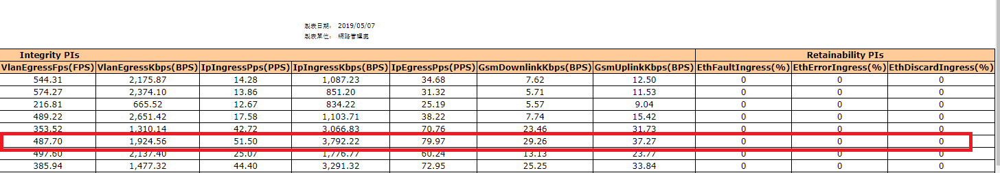 製表日期: 2019/05/07
製表單位: 網路管理處
Integrity PIs Retainability PIs
VlanEgressFps(FPS) VlanEgressKbps(BPS) IpIngressPps(PPS) IpIngressKbps(BPS) IpEgressPps(PPS) GsmDownlinkKbps(BPS) GsmUplinkKbps(BPS) EthFaultIngress(%) EthErrorIngress(%) EthDiscardIngress(%)
544.31 2,175.87 14.28 1,087.23 34.68 7.62 12.50 0 0 0
574.27 2,374.10 13.86 851.20 31.32 5.71 11.53 0 0 0
216.81 665.52 12.67 834.22 25.19 5.57 9.04 0 0 0
489.22 2,651.42 17.58 1,103.71 38.22 7.74 15.42 0 0 0
353.52 1,310.14 42.72 3,066.83 70.76 23.46 31.73 0 0 0
487.70 1,924.56 51.50 3,792.22 79.97 29.26 37.27 0 0 0
497.60 2,137.40 25.07 1,776.77 60.24 13.13 23.77 0 0 0
385.94 1,477.32 44.40 3,291.32 72.95 25.25 33.84 0 0 0